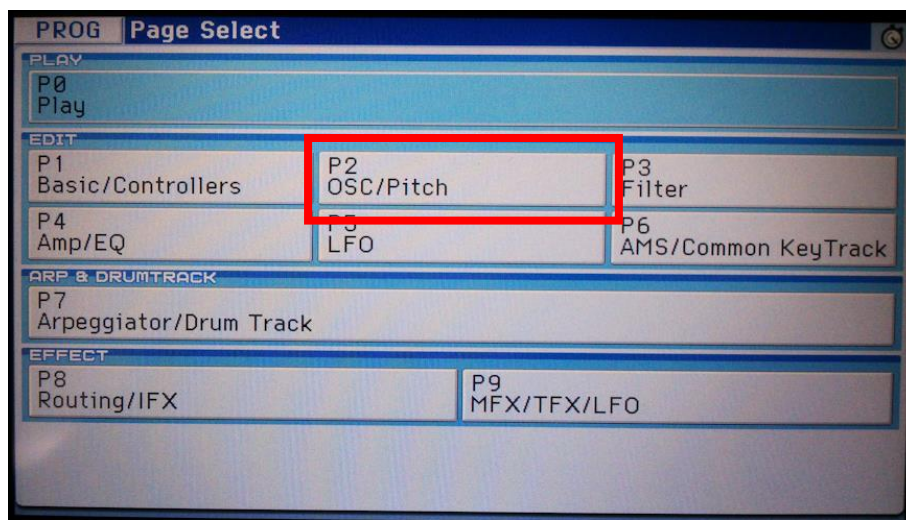 PROG Page Select
PLAY
P0
Play
EDIT
P1
Basic/Controllers
P2
OSC/Pitch
P3
Filter
P4
Amp/EQ
P5
LFO
P6
AMS/Common KeyTrack
ARP & DRUMTRACK
P7
Arpeggiator/Drum Track
EFFECT
P8
Routing/IFX
P9
MFX/TFX/LFO